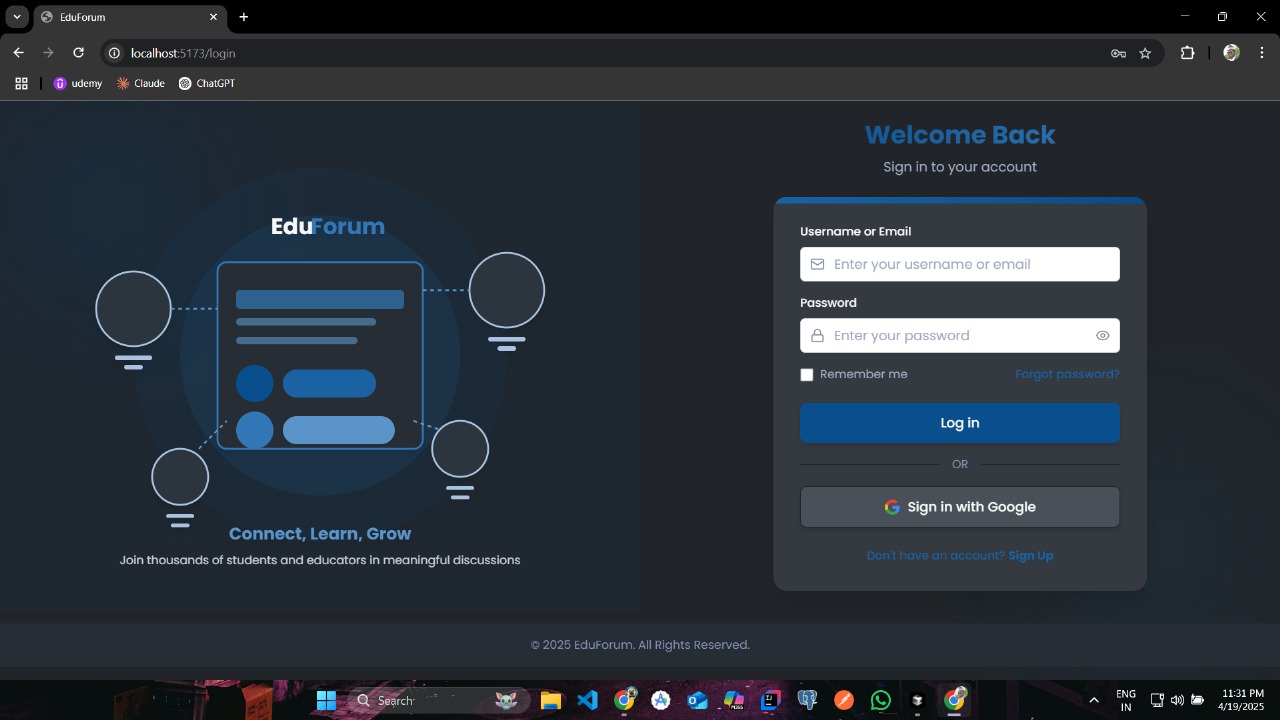 EduForum
localhost:5173/login
udemy
Claude
ChatGPT
EduForum
Connect, Learn, Grow
Join thousands of students and educators in meaningful discussions
Welcome Back
Sign in to your account
Username or Email
Enter your username or email
Password
Enter your password
Remember me
Forgot password?
Log in
OR
Sign in with Google
Don't have an account? Sign Up
© 2025 EduForum. All Rights Reserved.
Search
ENG
IN
11:31 PM
4/19/2025